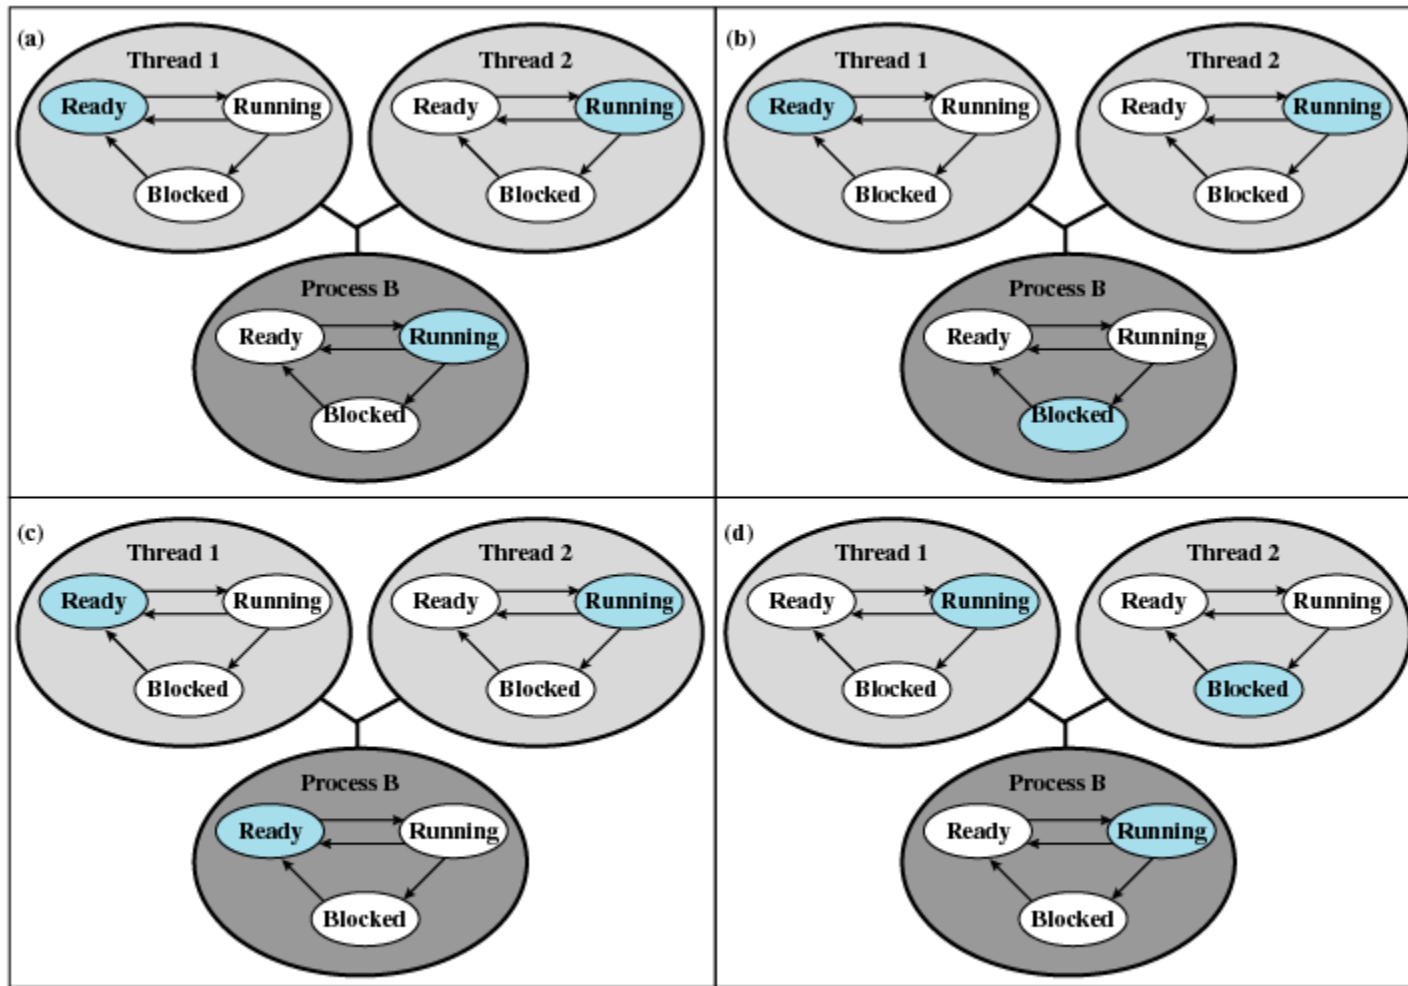 (a)
Thread 1
Ready Running
Blocked
Thread 2
Ready Running
Blocked
Process B
Ready Running
Blocked
(b)
Thread 1
Ready Running
Blocked
Thread 2
Ready Running
Blocked
Process B
Ready Running
Blocked
(c)
Thread 1
Ready Running
Blocked
Thread 2
Ready Running
Blocked
Process B
Ready Running
Blocked
(d)
Thread 1
Ready Running
Blocked
Thread 2
Ready Running
Blocked
Process B
Ready Running
Blocked